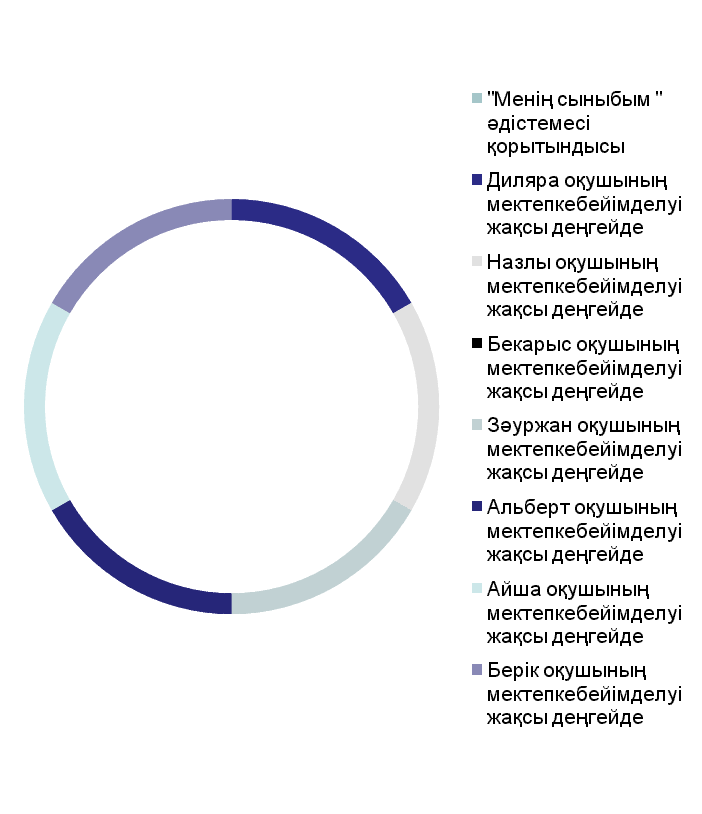 "Менің сыныбым "
әдістемесі
қорытындысы
Диляра оқушының
мектепкебейімделуі
жақсы деңгейде
Назлы оқушының
мектепкебейімделуі
жақсы деңгейде
Бекарыс оқушының
мектепкебейімделуі
жақсы деңгейде
Зәуржан оқушының
мектепкебейімделуі
жақсы деңгейде
Альберт оқушының
мектепкебейімделуі
жақсы деңгейде
Айша оқушының
мектепкебейімделуі
жақсы деңгейде
Берік оқушының
мектепкебейімделуі
жақсы деңгейде